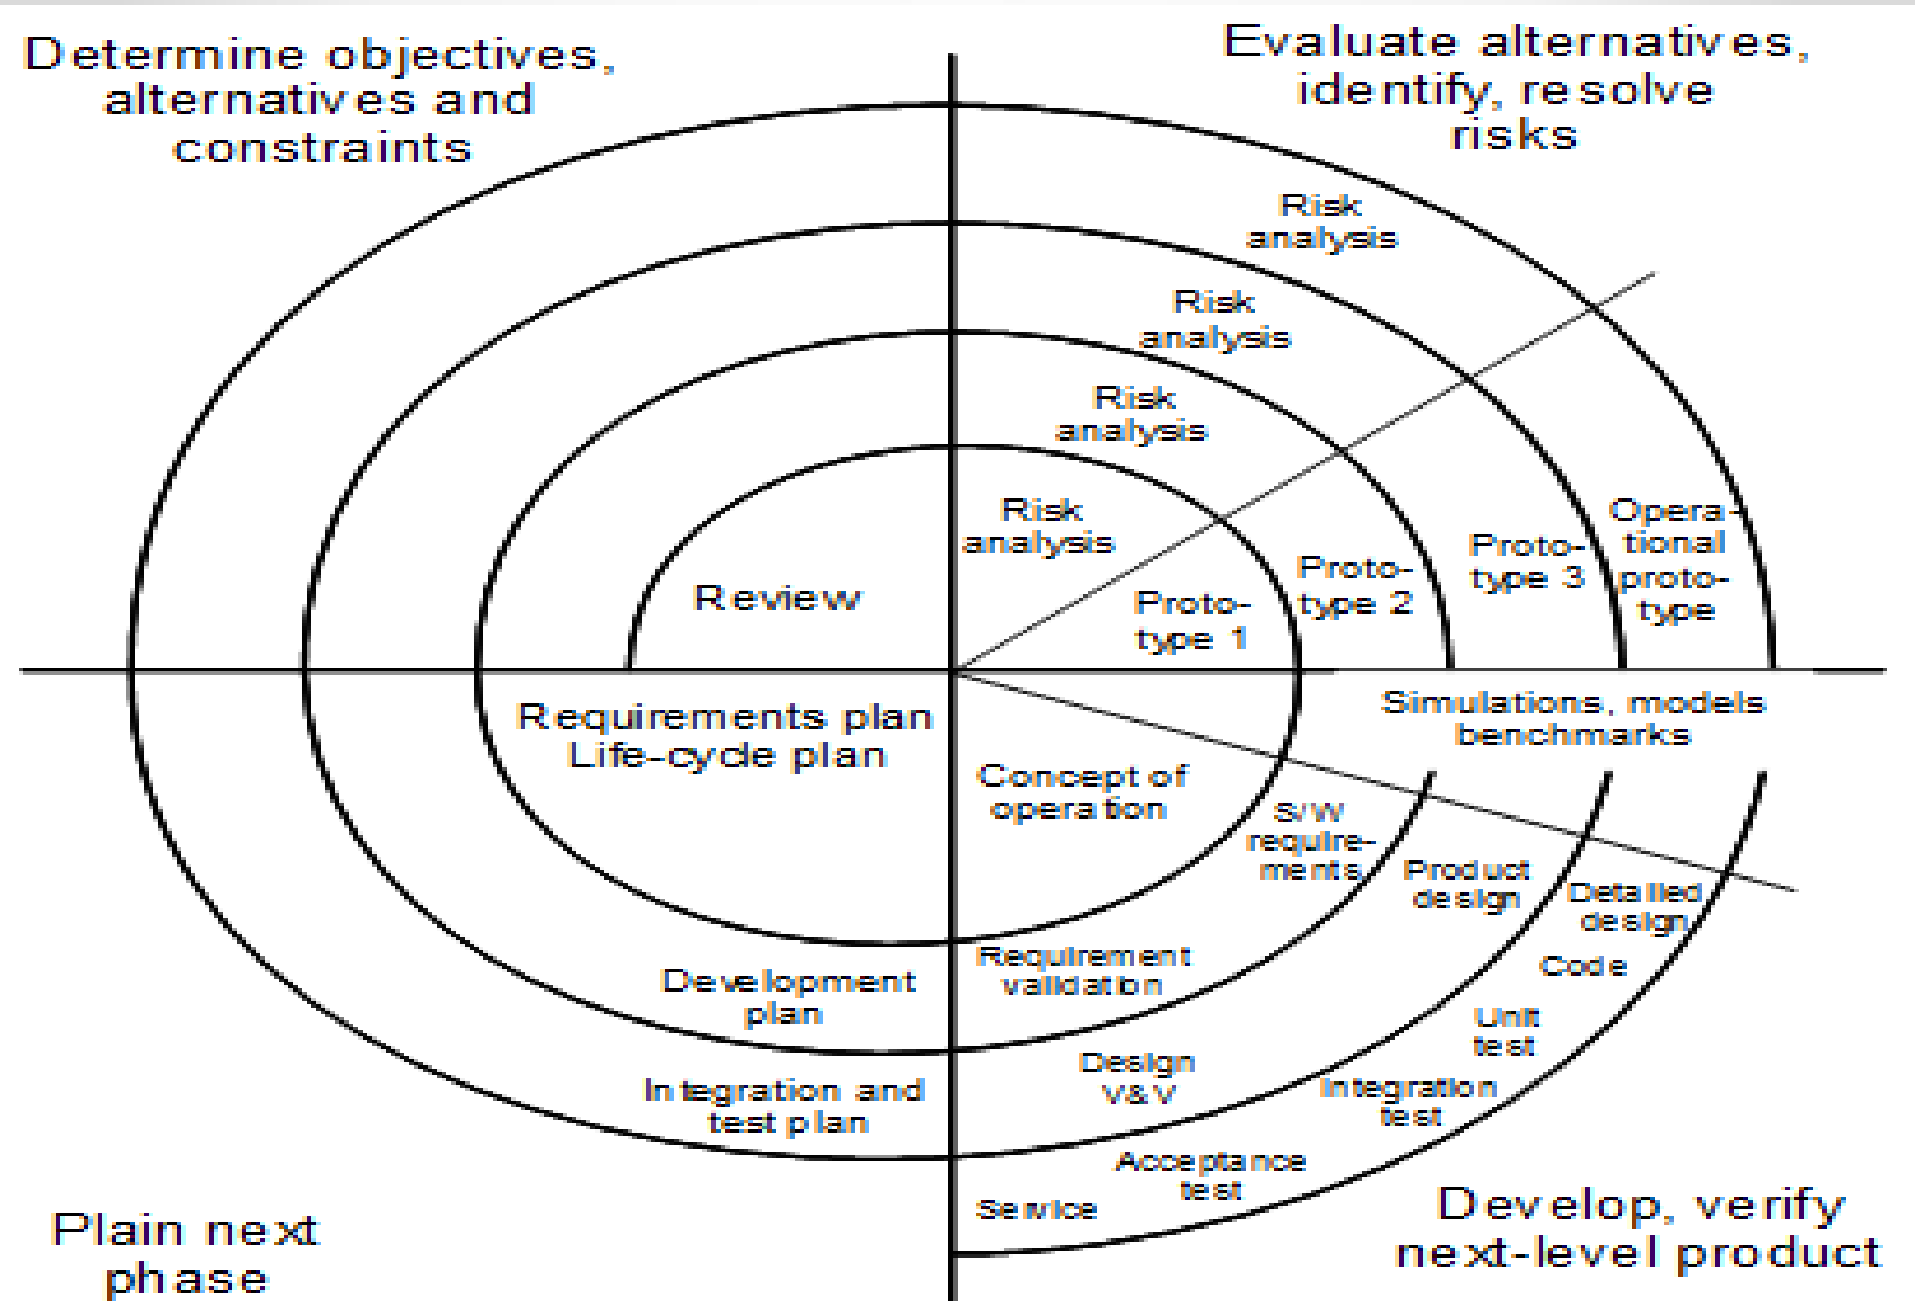 Determine objectives,
alternatives and
constraints
Evaluate alternatives,
identify, resolve
risks
Risk
analysis
Risk
analysis
Risk
analysis
Risk
analysis
Review
Proto-
type 1
Proto-
type 2
Proto-
type 3
Opera-
tional
proto-
type
Requirements plan
Life-cycle plan
Simulations, models
benchmarks
Concept of
operation
S/W
require-
ments
Product
design
Detailed
design
Code
Unit
test
Integration
test
Acceptance
test
Service
Requirement
validation
Design
V&V
Development
plan
Integration and
test plan
Plain next
phase
Develop, verify
next-level product